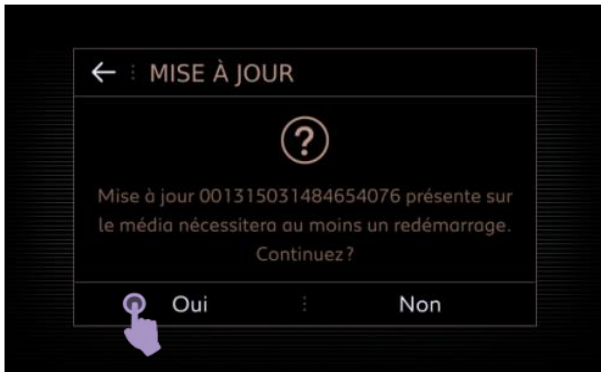 MISE À JOUR
Mise à jour 001315031484654076 présente sur
le média nécessitera au moins un redémarrage.
Continuez?
Oui Non